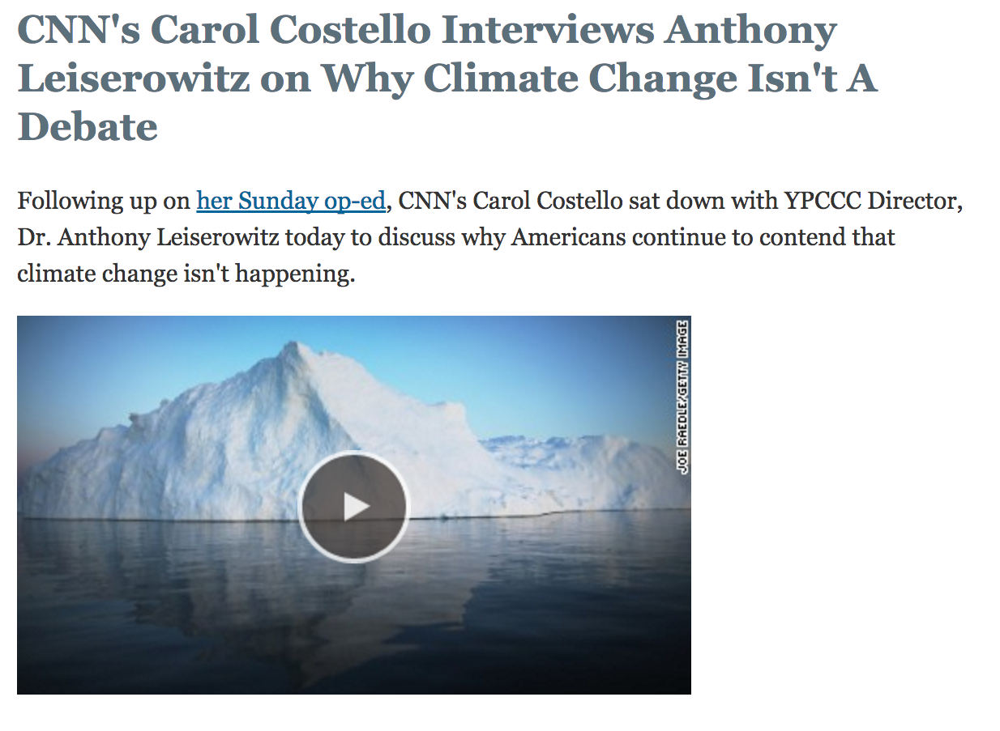 CNN's Carol Costello Interviews Anthony
Leiserowitz on Why Climate Change Isn't A
Debate
Following up on her Sunday op-ed, CNN's Carol Costello sat down with YPCCC Director,
Dr. Anthony Leiserowitz today to discuss why Americans continue to contend that
climate change isn't happening.
JOE RAEDLE/GETTY IMAGE